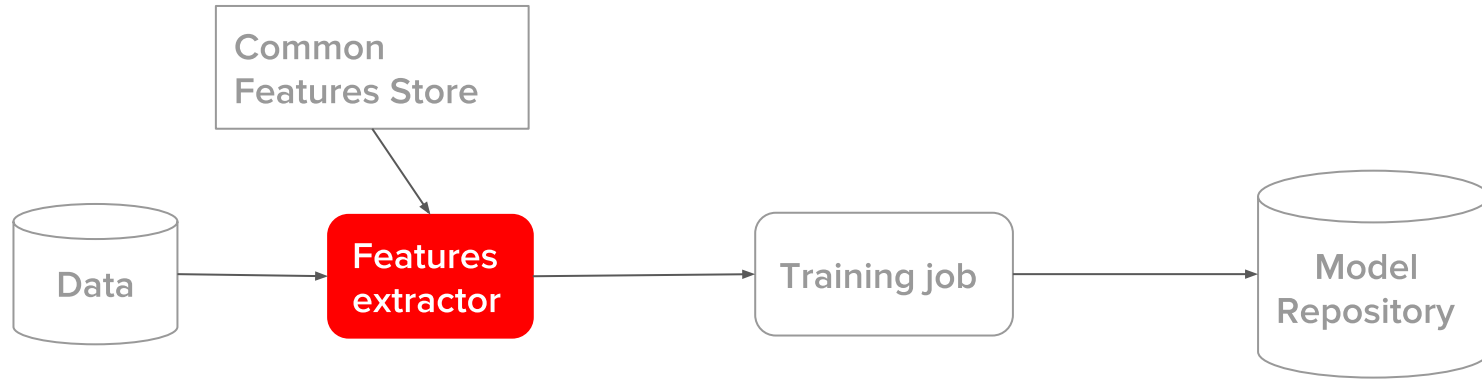 Common
Features Store
Data
Features
extractor
Training job
Model
Repository